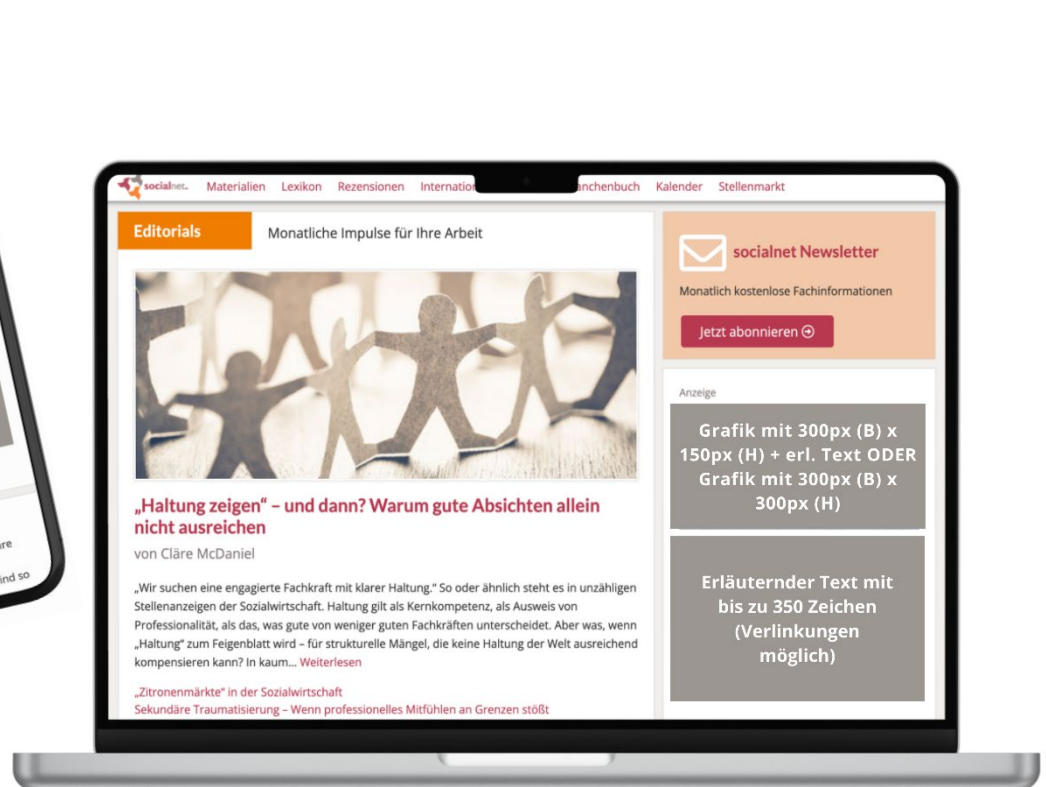 socialnet.
Materialien Lexikon Rezensionen Kalender Stellenmarkt
Editorials
Monatliche Impulse für Ihre Arbeit
„Haltung zeigen“ – und dann? Warum gute Absichten allein
nicht ausreichen
von Cläre McDaniel
„Wir suchen eine engagierte Fachkraft mit klarer Haltung.“ So oder ähnlich steht es in unzähligen
Stellenanzeigen der Sozialwirtschaft. Haltung gilt als Kernkompetenz, als Ausweis von
Professionalität, als das, was gute von weniger guten Fachkräften unterscheidet. Aber was, wenn
„Haltung“ zum Feigenblatt wird – für strukturelle Mängel, die keine Haltung der Welt ausreichend
kompensieren kann? In kaum... Weiterlesen
„Zitronenmärkte“ in der Sozialwirtschaft
Sekundäre Traumatisierung – Wenn professionelles Mitfühlen an Grenzen stößt
socialnet Newsletter
Monatlich kostenlose Fachinformationen
Jetzt abonnieren
Anzeige
Grafik mit 300px (B) x
150px (H) + erl. Text ODER
Grafik mit 300px (B) x
300px (H)
Erläuternder Text mit
bis zu 350 Zeichen
(Verlinkungen
möglich)
so